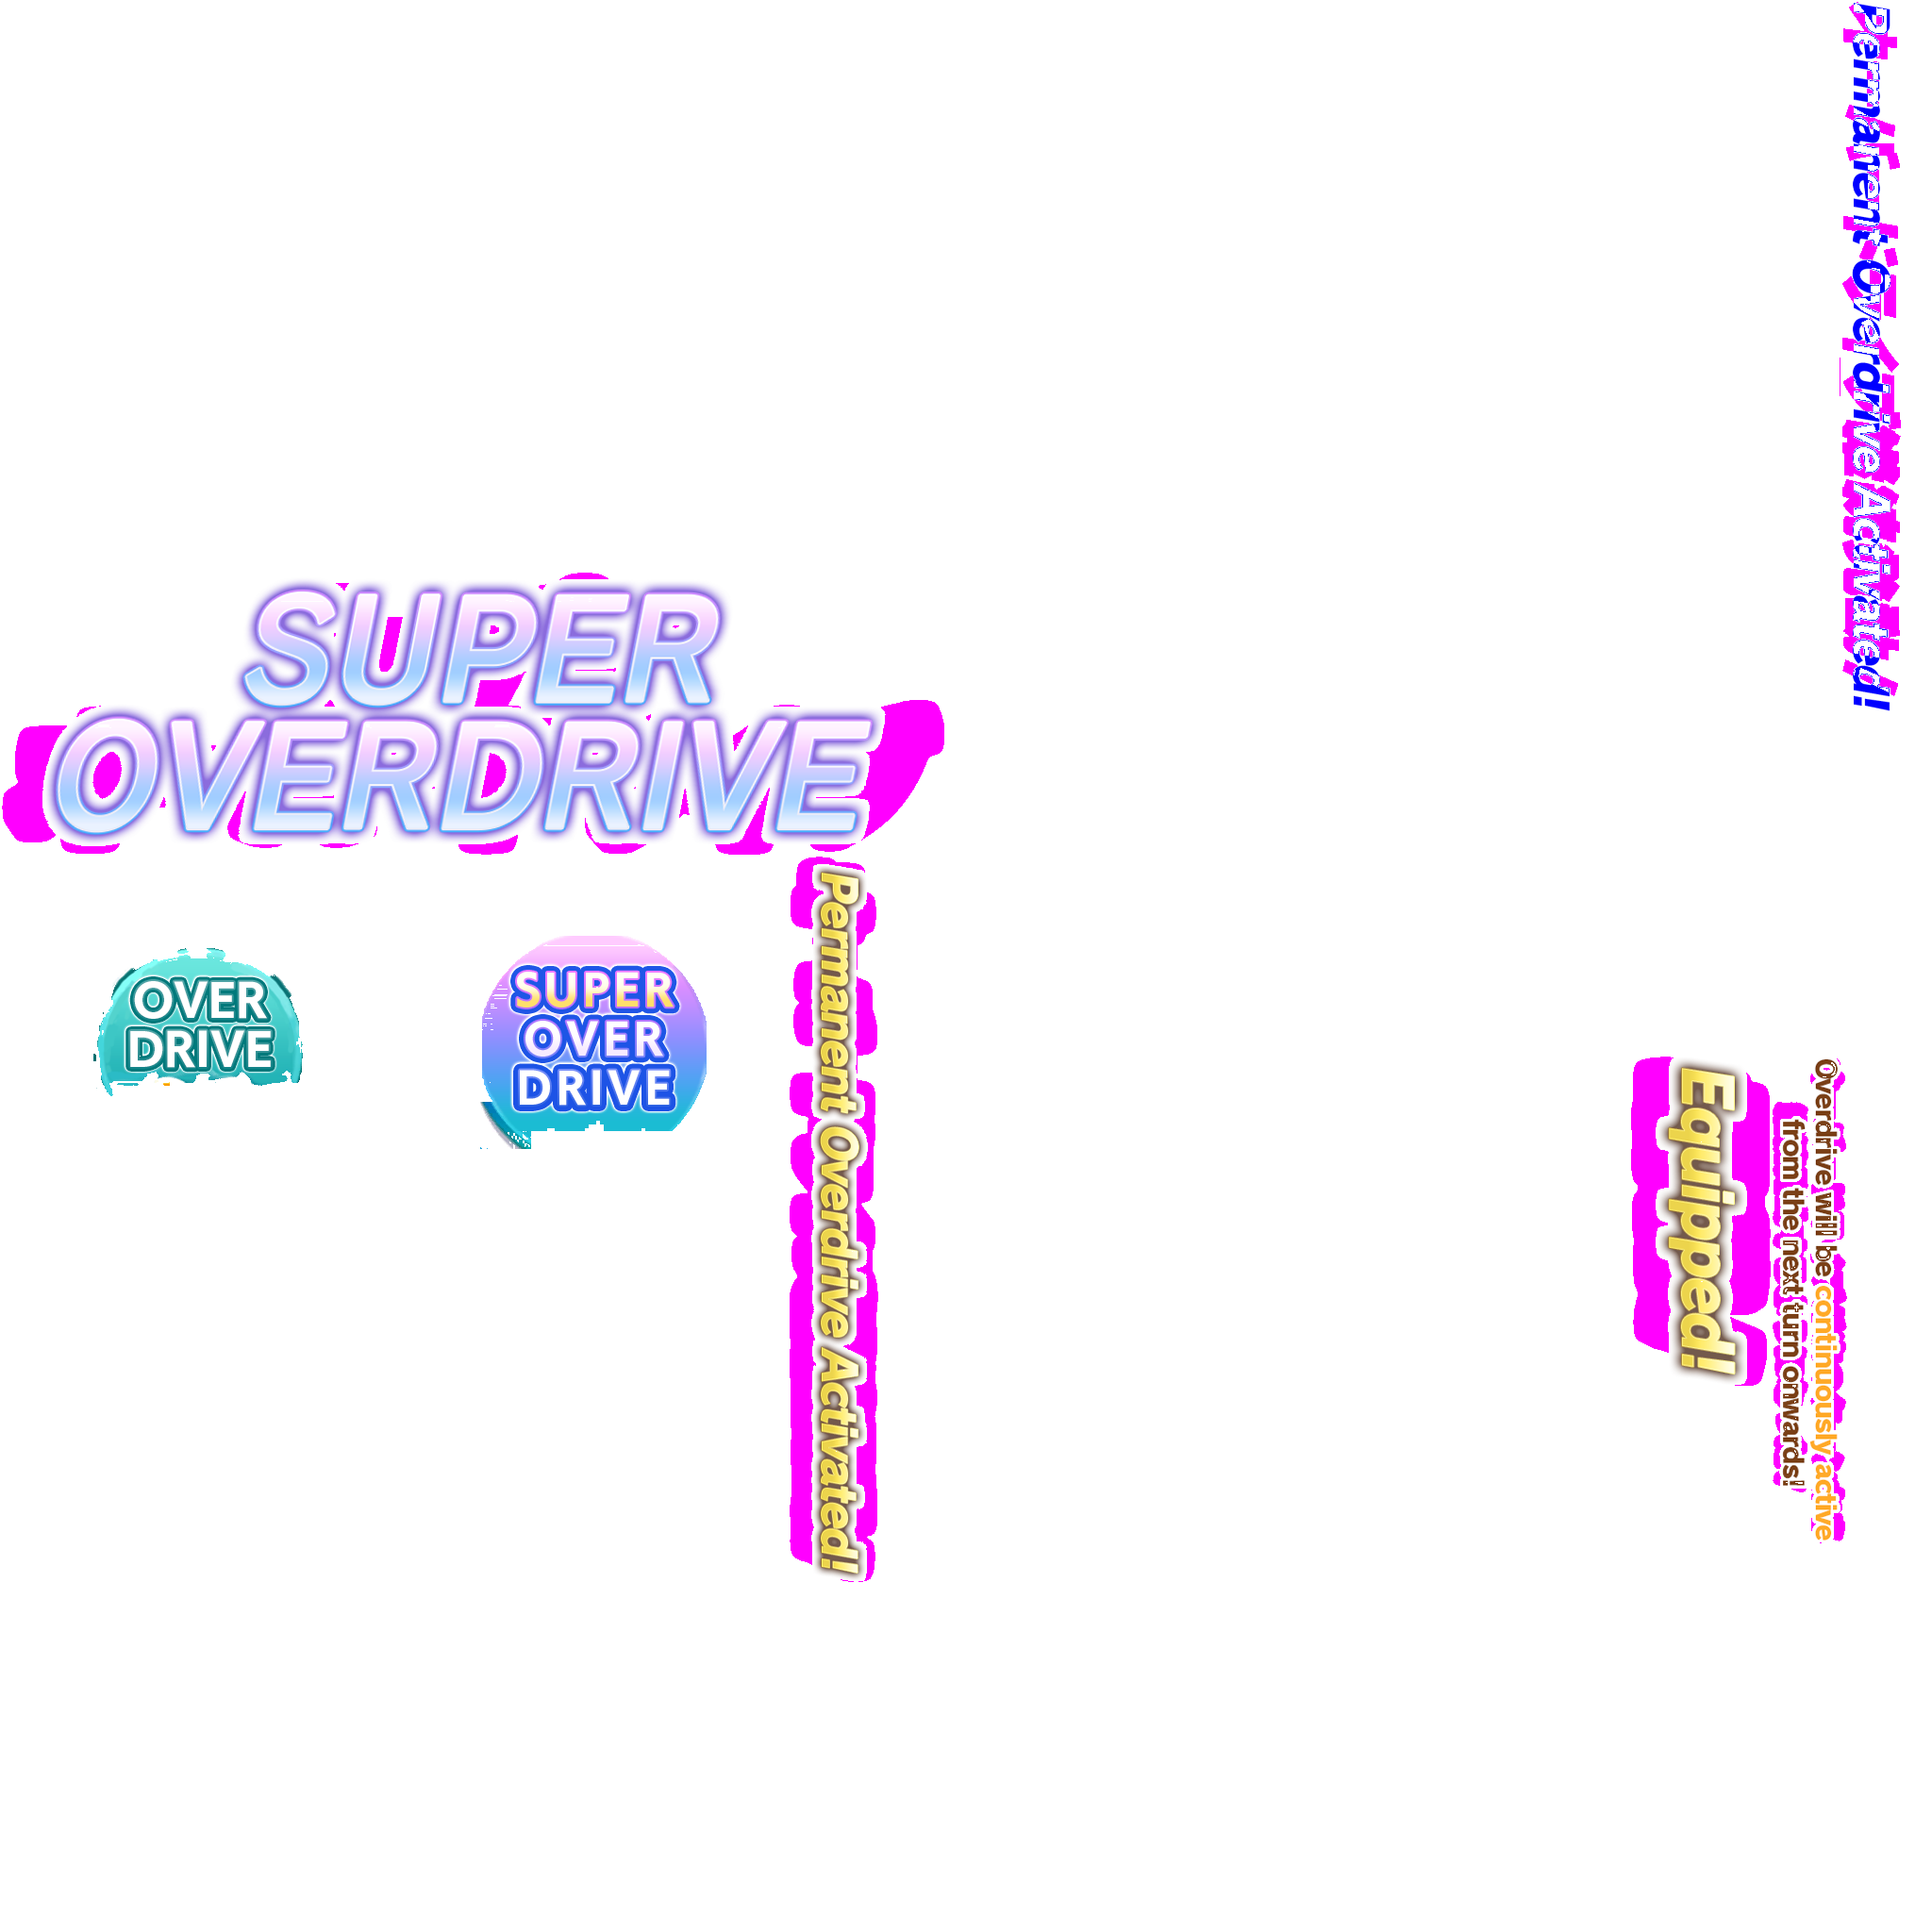 Permanent Overdrive Activated!!
SUPER
OVERDRIVE
OVER
DRIVE
SUPER
OVER
DRIVE
Permanent Overdrive Activated!
Equipped!
Overdrive will be continuously active
from the next turn onwards!